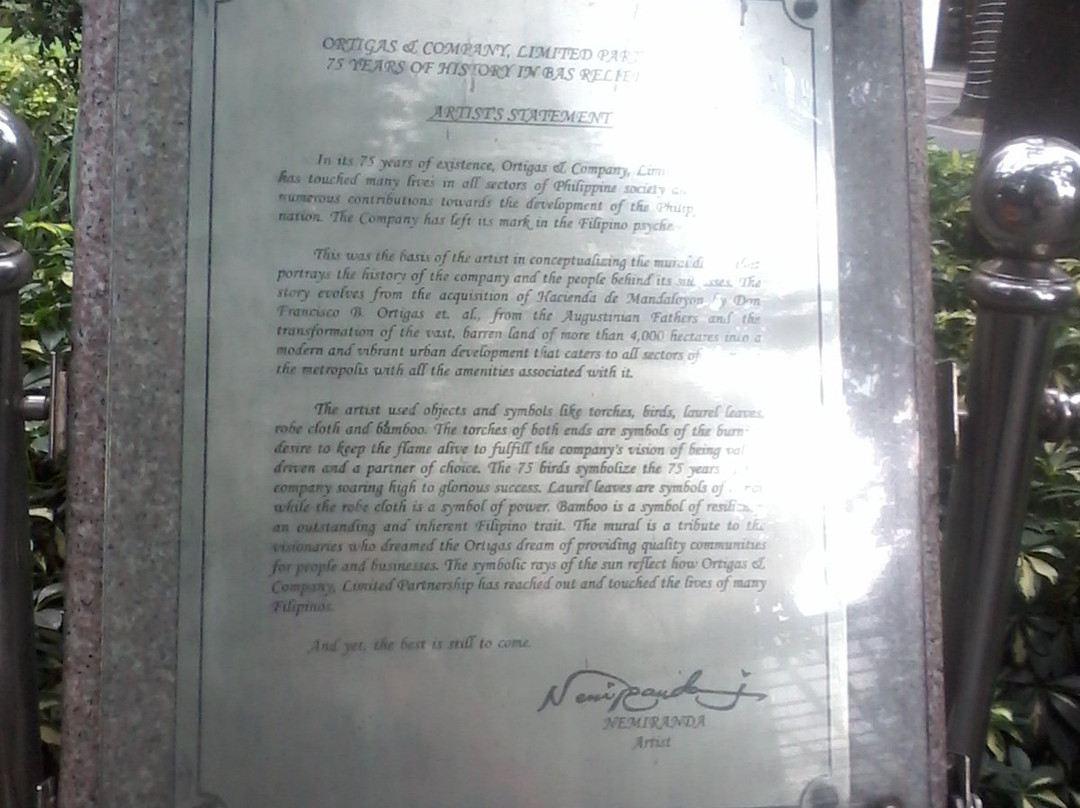 ORTIGAS & COMPANY, LIMITED
75 YEARS OF HISTORY IN BAS
ARTIST'S STATEMENT
In its 75 years of existence, Ortigas & Company,
has touched many lives in all sectors of Philippine society
numerous contributions towards the development of the
nation. The Company has left its mark in the Filipino psyche
This was the basis of the artist in conceptualizing the mural
portrays the history of the company and the people behind its The
story evolves from the acquisition of Hacienda de Mandaloyon by Don
Francisco B. Ortigas et. al., from the Augustinian Fathers and the
transformation of the vast, barren land of more than 4,000 hectares into a
modern and vibrant urban development that caters to all sectors of
the metropolis with all the amenities associated with it.
The artist used objects and symbols like torches, birds, laurel leaves,
robe cloth and bamboo. The torches of both ends are symbols of the
desire to keep the flame alive to fulfill the company's vision of being
driven and a partner of choice. The 75 birds symbolize the 75 years
company soaring high to glorious success. Laurel leaves are symbols of
while the robe cloth is a symbol of power. Bamboo is a symbol of
an outstanding and inherent Filipino trait. The mural is a tribute to the
visionaries who dreamed the Ortigas dream of providing quality communities
for people and businesses. The symbolic rays of the sun reflect how Ortigas &
Company, Limited Partnership has reached out and touched the lives of many
Filipinos.
And yet, the best is still to come.
NEMIRANDA
Artist